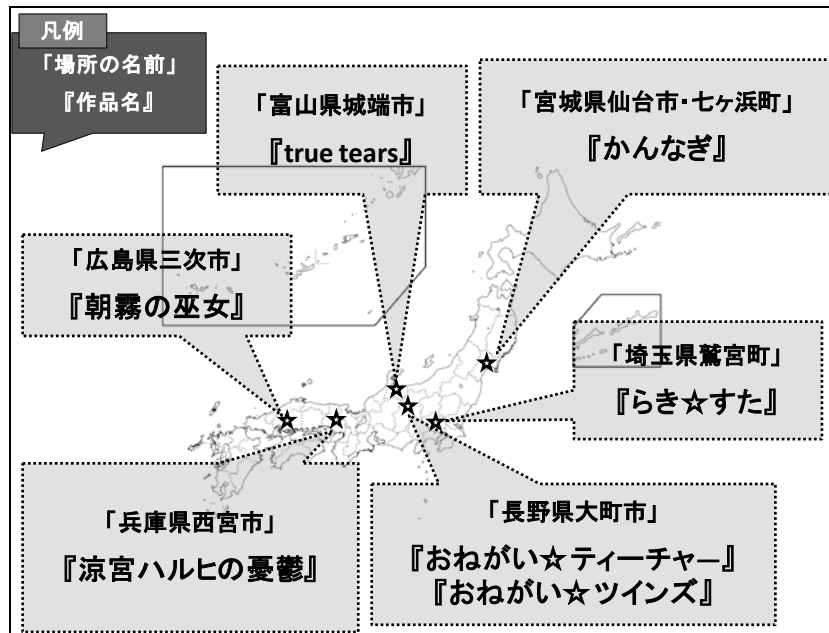 凡例
「場所の名前」
『作品名』
「富山県城端市」
『true tears』
「宮城県仙台市・七ヶ浜町」
『かんなぎ』
「広島県三次市」
『朝霧の巫女』
「埼玉県鷲宮町」
『らき☆すた』
「兵庫県西宮市」
『涼宮ハルヒの憂鬱』
「長野県大町市」
『おねがい☆ティーチャー』
『おねがい☆ツインズ』